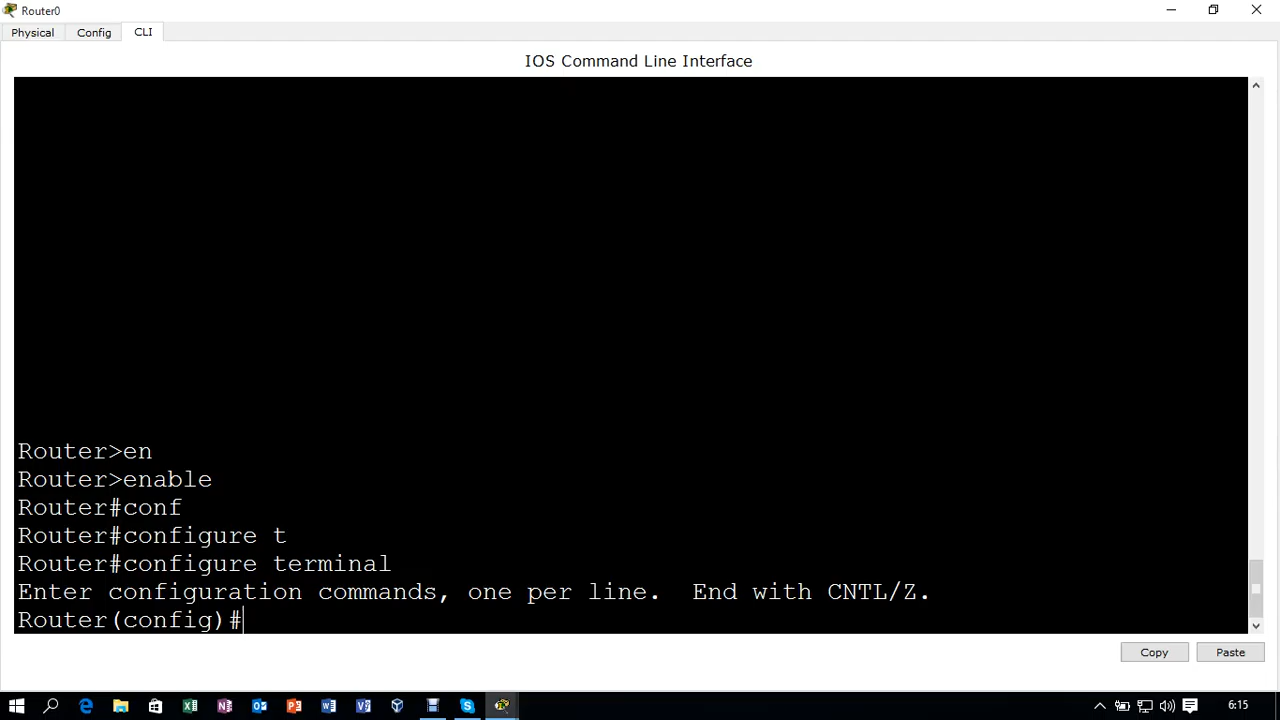 Router0
Physical Config CLI
IOS Command Line Interface
Router>en
Router>enable
Router#conf
Router#configure t
Router#configure terminal
Enter configuration commands, one per line.  End with CNTL/Z.
Router(config)#
Copy Paste
6:15